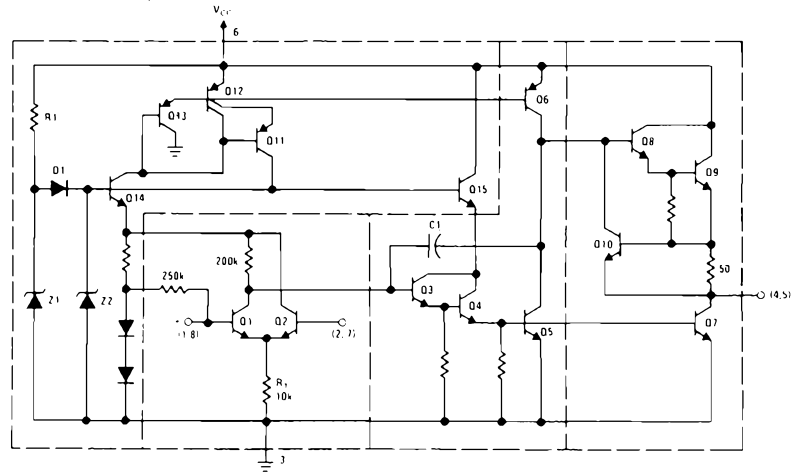 VCC
6
Q12
Q13
Q6
R1
Q11
Q8
Q9
D1
Q14
Q15
C1
Q10
200k
250k
50
Z1
Z2
Q3
Q4
(4,5)
Q1
Q2
Q5
Q7
(1,8)
(2,7)
R1
10k
3